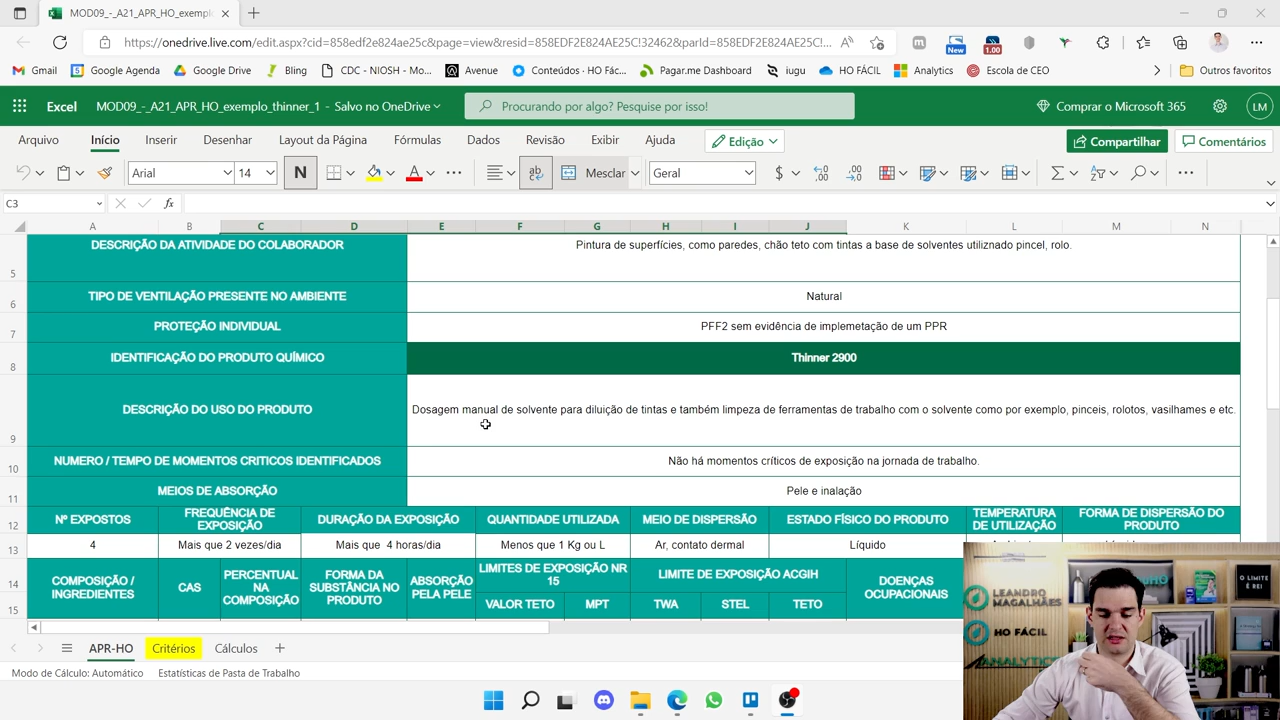 MOD09_-_A21_APR_HO_exempl
https://onedrive.live.com/edit.aspx?cid=858edf2e824ae25c&page=view&resid=858EDF2E824AE25C!32462&parId=858EDF2E824AE25C!...
New
1.00
Gmail
Google Agenda
Google Drive
Bling
CDC - NIOSH - Mo...
Avenue
Conteúdos · HO Fác...
Pagar.me Dashboard
iugu
HO FÁCIL
Analytics
Escola de CEO
Outros favoritos
Excel
MOD09_-_A21_APR_HO_exemplo_thinner_1 - Salvo no OneDrive
Procurando por algo? Pesquise por isso!
Comprar o Microsoft 365
LM
Arquivo
Início
Inserir
Desenhar
Layout da Página
Fórmulas
Dados
Revisão
Exibir
Ajuda
Edição
Compartilhar
Comentários
Arial
14
N
ab
Mesclar
Geral
$
C3
fx
A B C D E F G H I J K L M N
5 DESCRIÇÃO DA ATIVIDADE DO COLABORADOR Pintura de superfícies, como paredes, chão teto com tintas a base de solventes utiliznado pincel, rolo.
6 TIPO DE VENTILAÇÃO PRESENTE NO AMBIENTE Natural
7 PROTEÇÃO INDIVIDUAL PFF2 sem evidência de implemetação de um PPR
8 IDENTIFICAÇÃO DO PRODUTO QUÍMICO Thinner 2900
9 DESCRIÇÃO DO USO DO PRODUTO Dosagem manual de solvente para diluição de tintas e também limpeza de ferramentas de trabalho com o solvente como por exemplo, pinceis, rolotos, vasilhames e etc.
10 NUMERO / TEMPO DE MOMENTOS CRITICOS IDENTIFICADOS Não há momentos críticos de exposição na jornada de trabalho.
11 MEIOS DE ABSORÇÃO Pele e inalação
12 Nº EXPOSTOS
FREQUÊNCIA DE
EXPOSIÇÃO
DURAÇÃO DA EXPOSIÇÃO
QUANTIDADE UTILIZADA
MEIO DE DISPERSÃO
ESTADO FÍSICO DO PRODUTO
TEMPERATURA
DE UTILIZAÇÃO
FORMA DE DISPERSÃO DO
PRODUTO
13 4 Mais que 2 vezes/dia Mais que 4 horas/dia Menos que 1 Kg ou L Ar, contato dermal Líquido
14
15
COMPOSIÇÃO /
INGREDIENTES
CAS
PERCENTUAL
NA
COMPOSIÇÃO
FORMA DA
SUBSTÂNCIA NO
PRODUTO
ABSORÇÃO
PELA PELE
LIMITES DE EXPOSIÇÃO NR
15
VALOR TETO
MPT
LIMITE DE EXPOSIÇÃO ACGIH
TWA
STEL
TETO
DOENÇAS
OCUPACIONAIS
LEANDRO
MAGALHÃES
HO FÁCIL
ANALYTICS
O LIMITE
É REI
APR-HO
Critérios
Cálculos
Modo de Cálculo: Automático
Estatísticas de Pasta de Trabalho